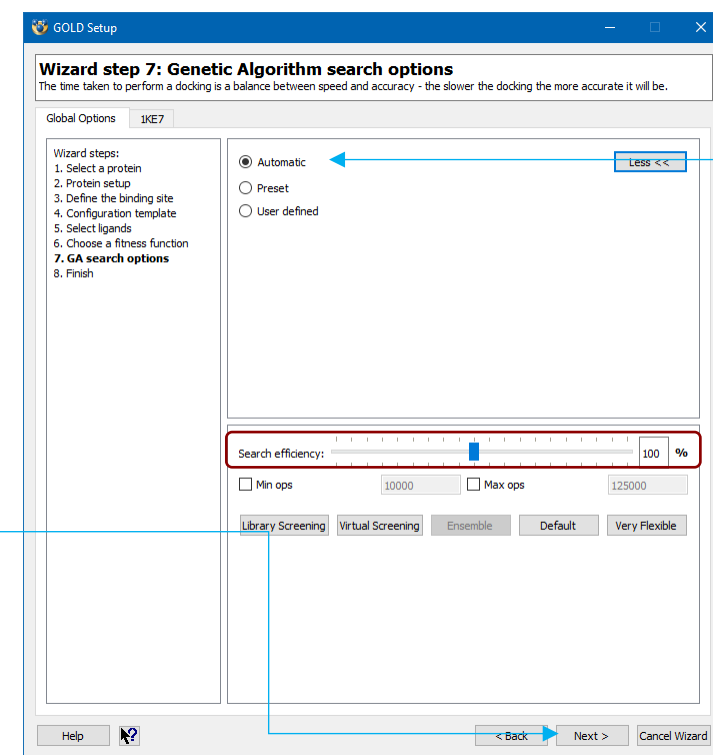 GOLD Setup
Wizard step 7: Genetic Algorithm search options
The time taken to perform a docking is a balance between speed and accuracy - the slower the docking the more accurate it will be.
Global Options
1KE7
Wizard steps:
1. Select a protein
2. Protein setup
3. Define the binding site
4. Configuration template
5. Select ligands
6. Choose a fitness function
7. GA search options
8. Finish
Automatic
Less <<
Preset
User defined
Search efficiency: 100 %
Min ops 10000 Max ops 125000
Library Screening Virtual Screening Ensemble Default Very Flexible
Help ? < Back Next > Cancel Wizard